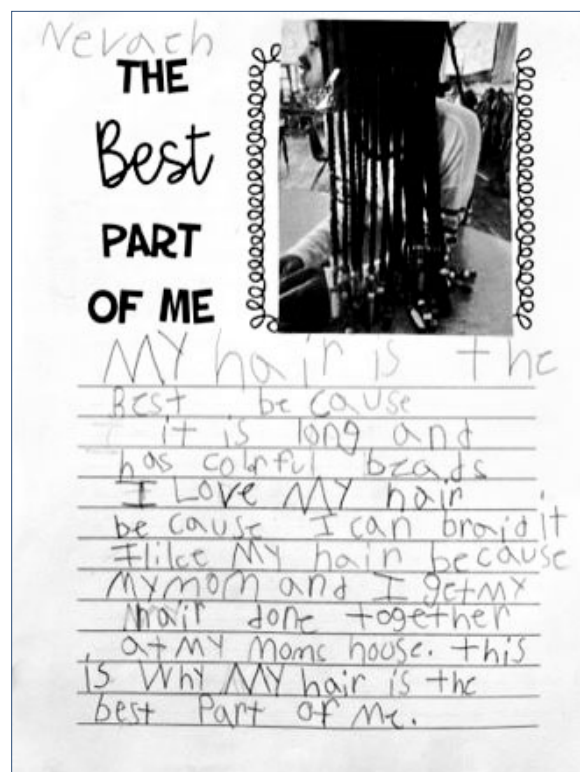 Nevaeh
THE
Best
PART
OF ME
MY hair is the
Best be cause
it is long and
has colorful beads
I Love MY hair
be cause I can braid it
I like My hair because
My mom and I get my
hair done together
at MY Moms house. this
is Why MY hair is the
best Part of Me.